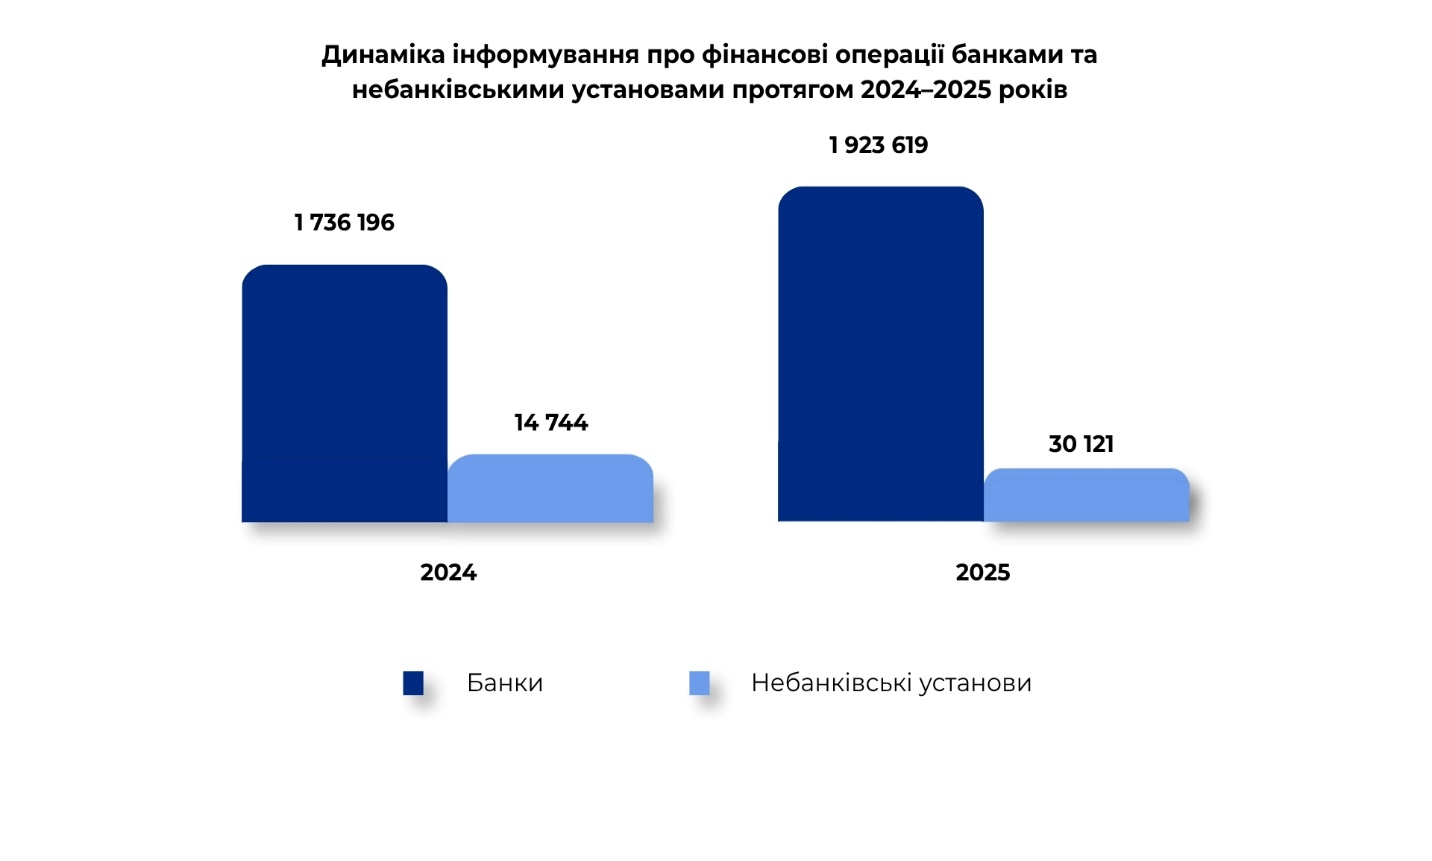 Динаміка інформування про фінансові операції банками та
небанківськими установами протягом 2024–2025 років
1 923 619
1 736 196
14 744
30 121
2024
2025
Банки
Небанківські установи